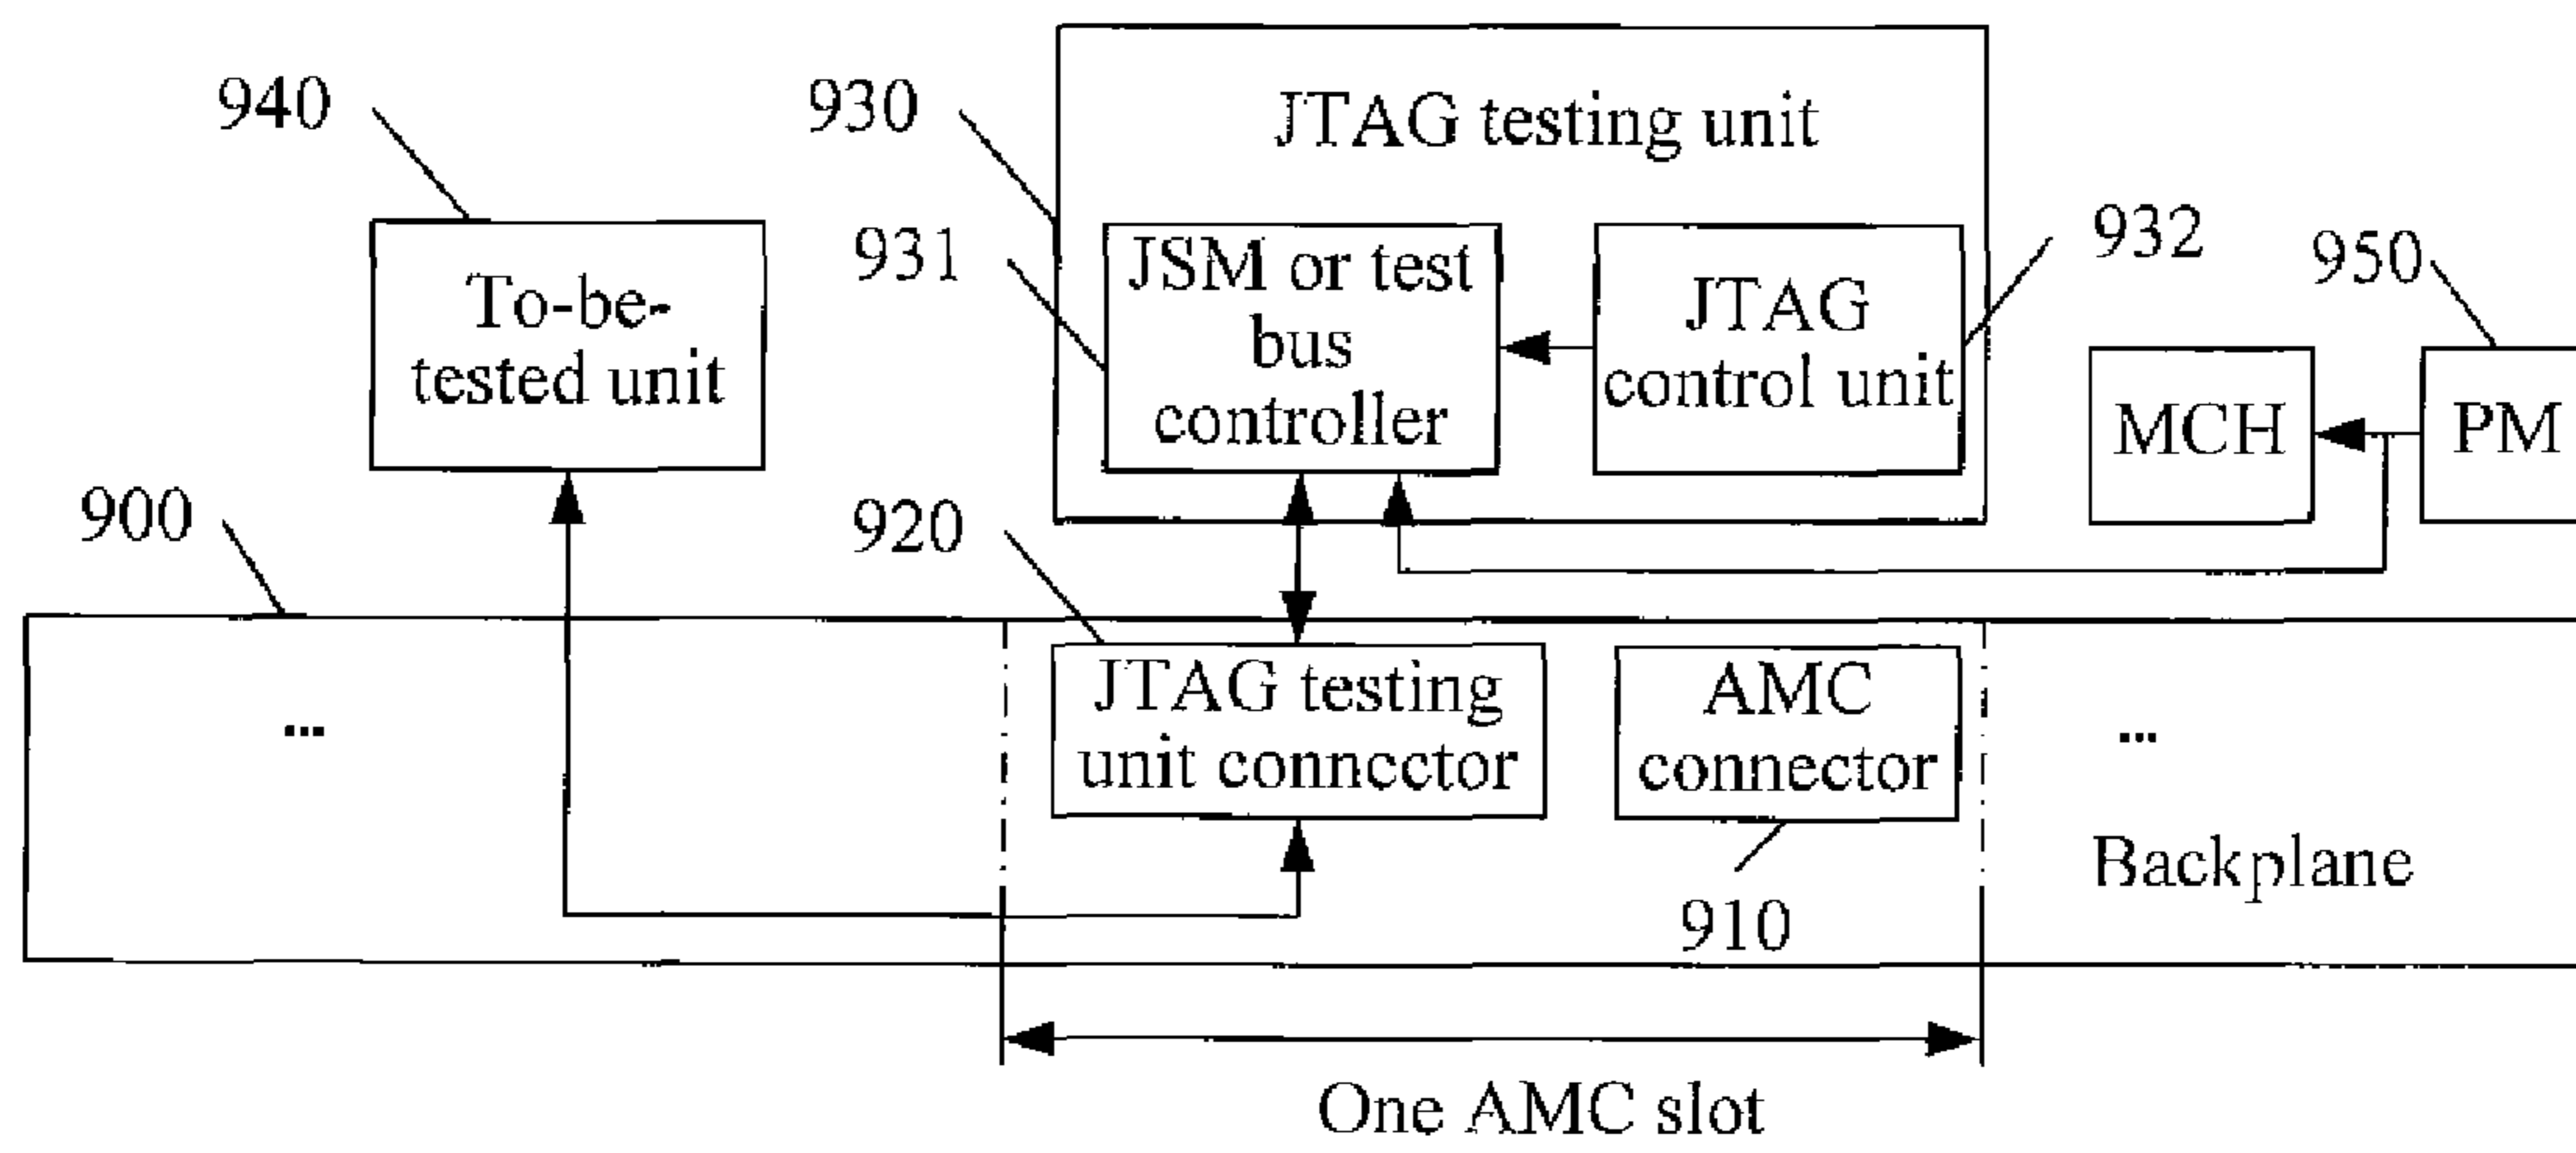 940
930
JTAG testing unit
931
932
950
To-be-
tested unit
JSM or test
bus
controller
JTAG
control unit
MCH
PM
900
920
JTAG testing
unit connector
AMC
connector
...
...
910
Backplane
One AMC slot